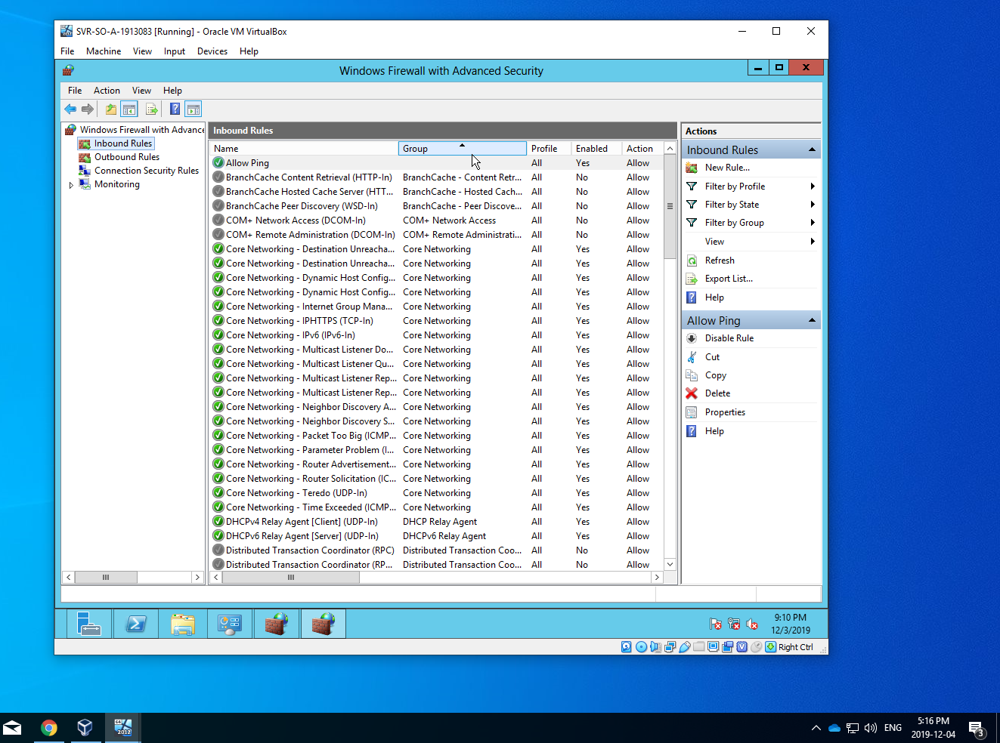 SVR-SO-A-1913083 [Running] - Oracle VM VirtualBox
File Machine View Input Devices Help
Windows Firewall with Advanced Security
File Action View Help
Windows Firewall with Advance
Inbound Rules
Outbound Rules
Connection Security Rules
Monitoring
Inbound Rules
Name Group Profile Enabled Action
Allow Ping All Yes Allow
BranchCache Content Retrieval (HTTP-In) BranchCache - Content Retr... All No Allow
BranchCache Hosted Cache Server (HTT... BranchCache - Hosted Cach... All No Allow
BranchCache Peer Discovery (WSD-In) BranchCache - Peer Discove... All No Allow
COM+ Network Access (DCOM-In) COM+ Network Access All No Allow
COM+ Remote Administration (DCOM-In) COM+ Remote Administrati... All No Allow
Core Networking - Destination Unreacha... Core Networking All Yes Allow
Core Networking - Destination Unreacha... Core Networking All Yes Allow
Core Networking - Dynamic Host Config... Core Networking All Yes Allow
Core Networking - Dynamic Host Config... Core Networking All Yes Allow
Core Networking - Internet Group Mana... Core Networking All Yes Allow
Core Networking - IPHTTPS (TCP-In) Core Networking All Yes Allow
Core Networking - IPv6 (IPv6-In) Core Networking All Yes Allow
Core Networking - Multicast Listener Do... Core Networking All Yes Allow
Core Networking - Multicast Listener Qu... Core Networking All Yes Allow
Core Networking - Multicast Listener Rep... Core Networking All Yes Allow
Core Networking - Multicast Listener Rep... Core Networking All Yes Allow
Core Networking - Neighbor Discovery A... Core Networking All Yes Allow
Core Networking - Neighbor Discovery S... Core Networking All Yes Allow
Core Networking - Packet Too Big (ICMP... Core Networking All Yes Allow
Core Networking - Parameter Problem (I... Core Networking All Yes Allow
Core Networking - Router Advertisement... Core Networking All Yes Allow
Core Networking - Router Solicitation (IC... Core Networking All Yes Allow
Core Networking - Teredo (UDP-In) Core Networking All Yes Allow
Core Networking - Time Exceeded (ICMP... Core Networking All Yes Allow
DHCPv4 Relay Agent [Client] (UDP-In) DHCP Relay Agent All Yes Allow
DHCPv6 Relay Agent [Server] (UDP-In) DHCPv6 Relay Agent All Yes Allow
Distributed Transaction Coordinator (RPC) Distributed Transaction Coo... All No Allow
Distributed Transaction Coordinator (RP... Distributed Transaction Coo... All No Allow
Actions
Inbound Rules
New Rule...
Filter by Profile
Filter by State
Filter by Group
View
Refresh
Export List...
Help
Allow Ping
Disable Rule
Cut
Copy
Delete
Properties
Help
9:10 PM
12/3/2019
Right Ctrl
2012
5:16 PM
ENG
2019-12-04
3